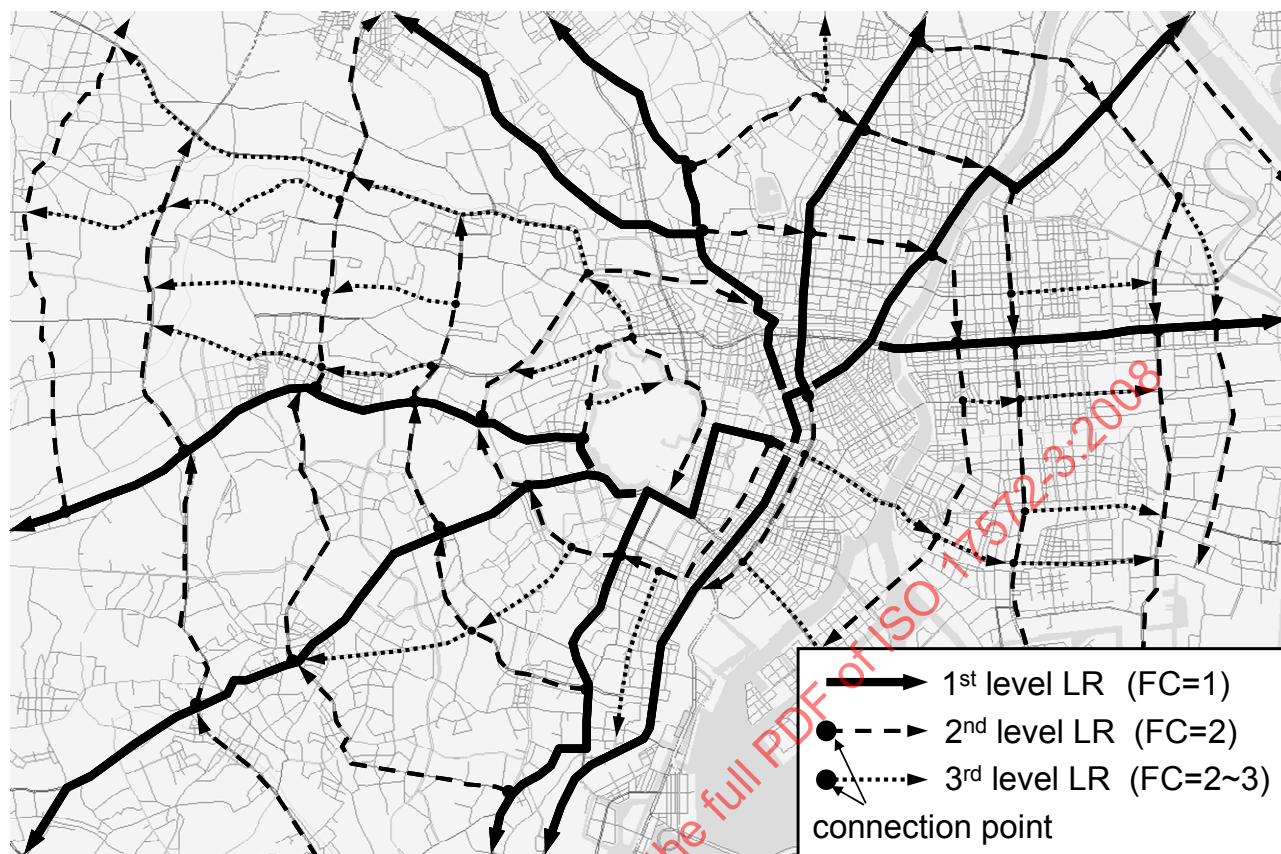 he full PDF of ISO 17572-3:2008
1st level LR (FC=1)
2nd level LR (FC=2)
3rd level LR (FC=2~3)
connection point